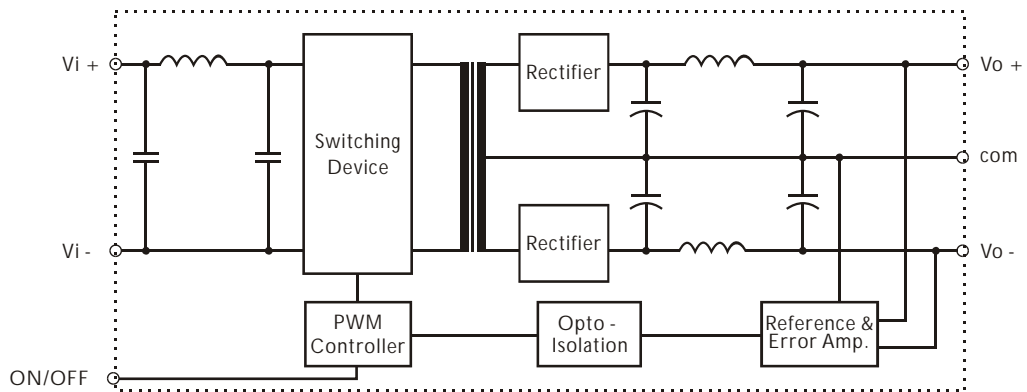 Vi +
Rectifier
Vo +
Switching
Device
com
Vi -
Rectifier
Vo -
PWM
Controller
Opto -
Isolation
Reference &
Error Amp.
ON/OFF